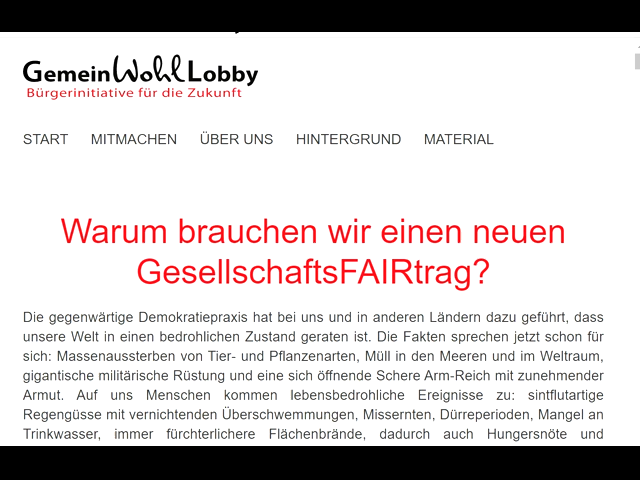 GemeinWohlLobby
Bürgerinitiative für die Zukunft
START MITMACHEN ÜBER UNS HINTERGRUND MATERIAL
Warum brauchen wir einen neuen
GesellschaftsFAIRtrag?
Die gegenwärtige Demokratiepraxis hat bei uns und in anderen Ländern dazu geführt, dass
unsere Welt in einen bedrohlichen Zustand geraten ist. Die Fakten sprechen jetzt schon für
sich: Massenaussterben von Tier- und Pflanzenarten, Müll in den Meeren und im Weltraum,
gigantische militärische Rüstung und eine sich öffnende Schere Arm-Reich mit zunehmender
Armut. Auf uns Menschen kommen lebensbedrohliche Ereignisse zu: sintflutartige
Regengüsse mit vernichtenden Überschwemmungen, Missernten, Dürreperioden, Mangel an
Trinkwasser, immer fürchterlichere Flächenbrände, dadurch auch Hungersnöte und